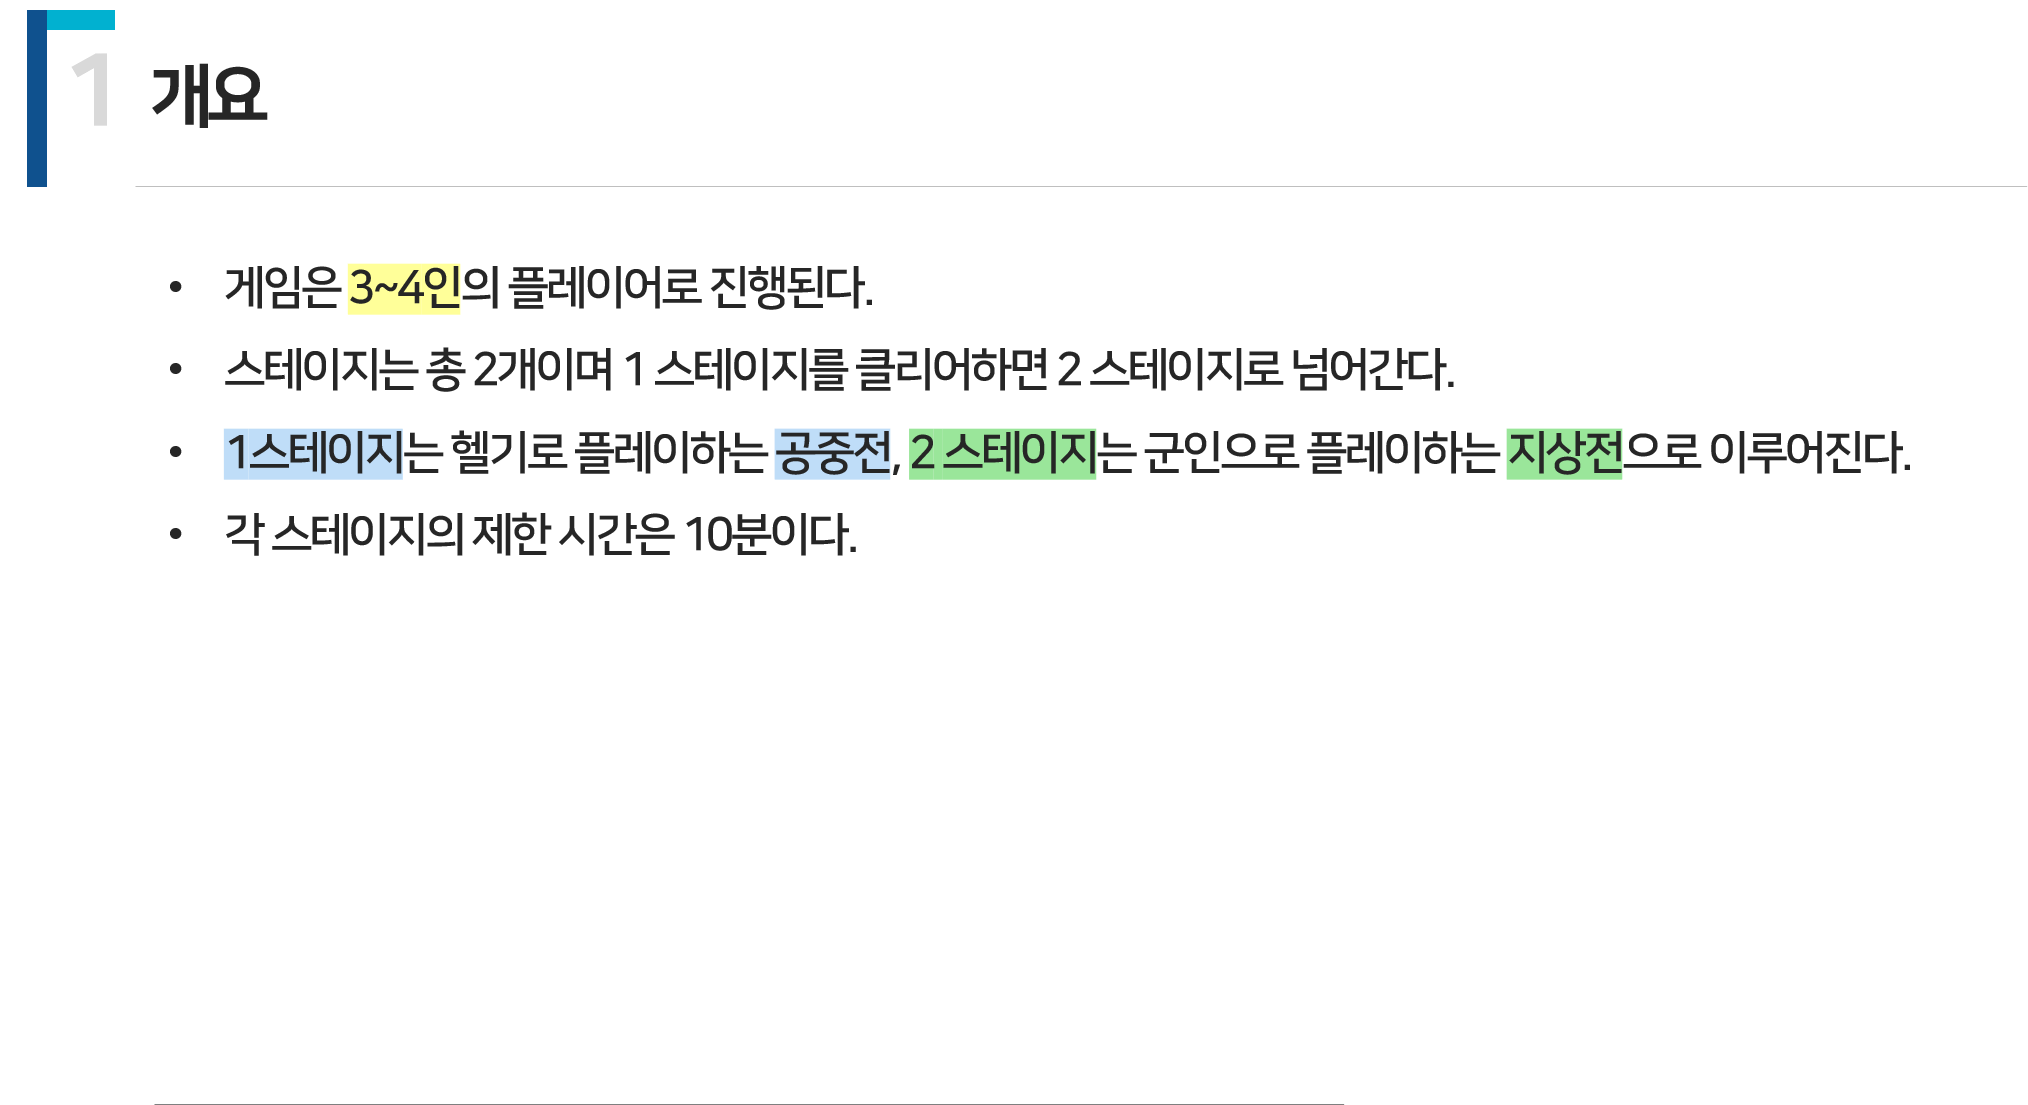 1 개요
• 게임은 3~4인의 플레이어로 진행된다.
• 스테이지는 총 2개이며 1 스테이지를 클리어하면 2 스테이지로 넘어간다.
• 1스테이지는 헬기로 플레이하는 공중전, 2 스테이지는 군인으로 플레이하는 지상전으로 이루어진다.
• 각 스테이지의 제한 시간은 10분이다.